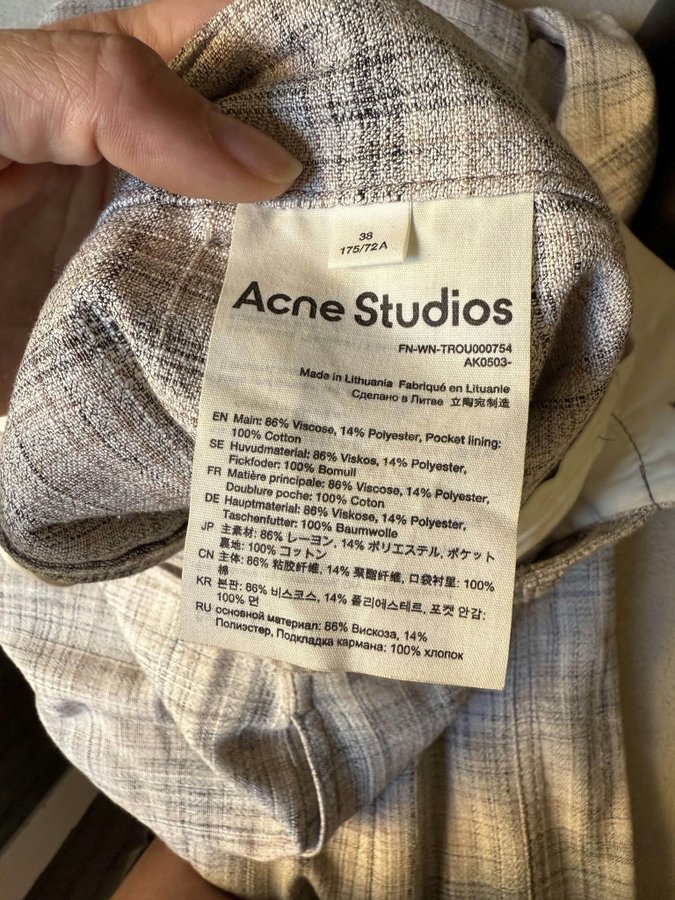 38
175/72A
Acne Studios
FN-WN-TROU000754
AK0503-
Made in Lithuania Fabriqué en Lituanie
Сделано в Литве 立陶宛制造
EN Main: 86% Viscose, 14% Polyester, Pocket lining:
100% Cotton
SE Huvudmaterial: 86% Viskos, 14% Polyester,
Fickfoder: 100% Bomull
FR Matière principale: 86% Viscose, 14% Polyester,
Doublure poche: 100% Coton
DE Hauptmaterial: 86% Viskose, 14% Polyester,
Taschenfutter: 100% Baumwolle
JP 主素材: 86% レーヨン, 14% ポリエステル, ポケット
裏地: 100% コットン
CN 主体: 86% 粘胶纤维, 14% 聚酯纤维, 口袋衬里: 100%
棉
KR 본판: 86% 비스코스, 14% 폴리에스테르, 포켓 안감:
100% 면
RU основной материал: 86% Вискоза, 14%
Полиэстер, Подкладка кармана: 100% хлопок